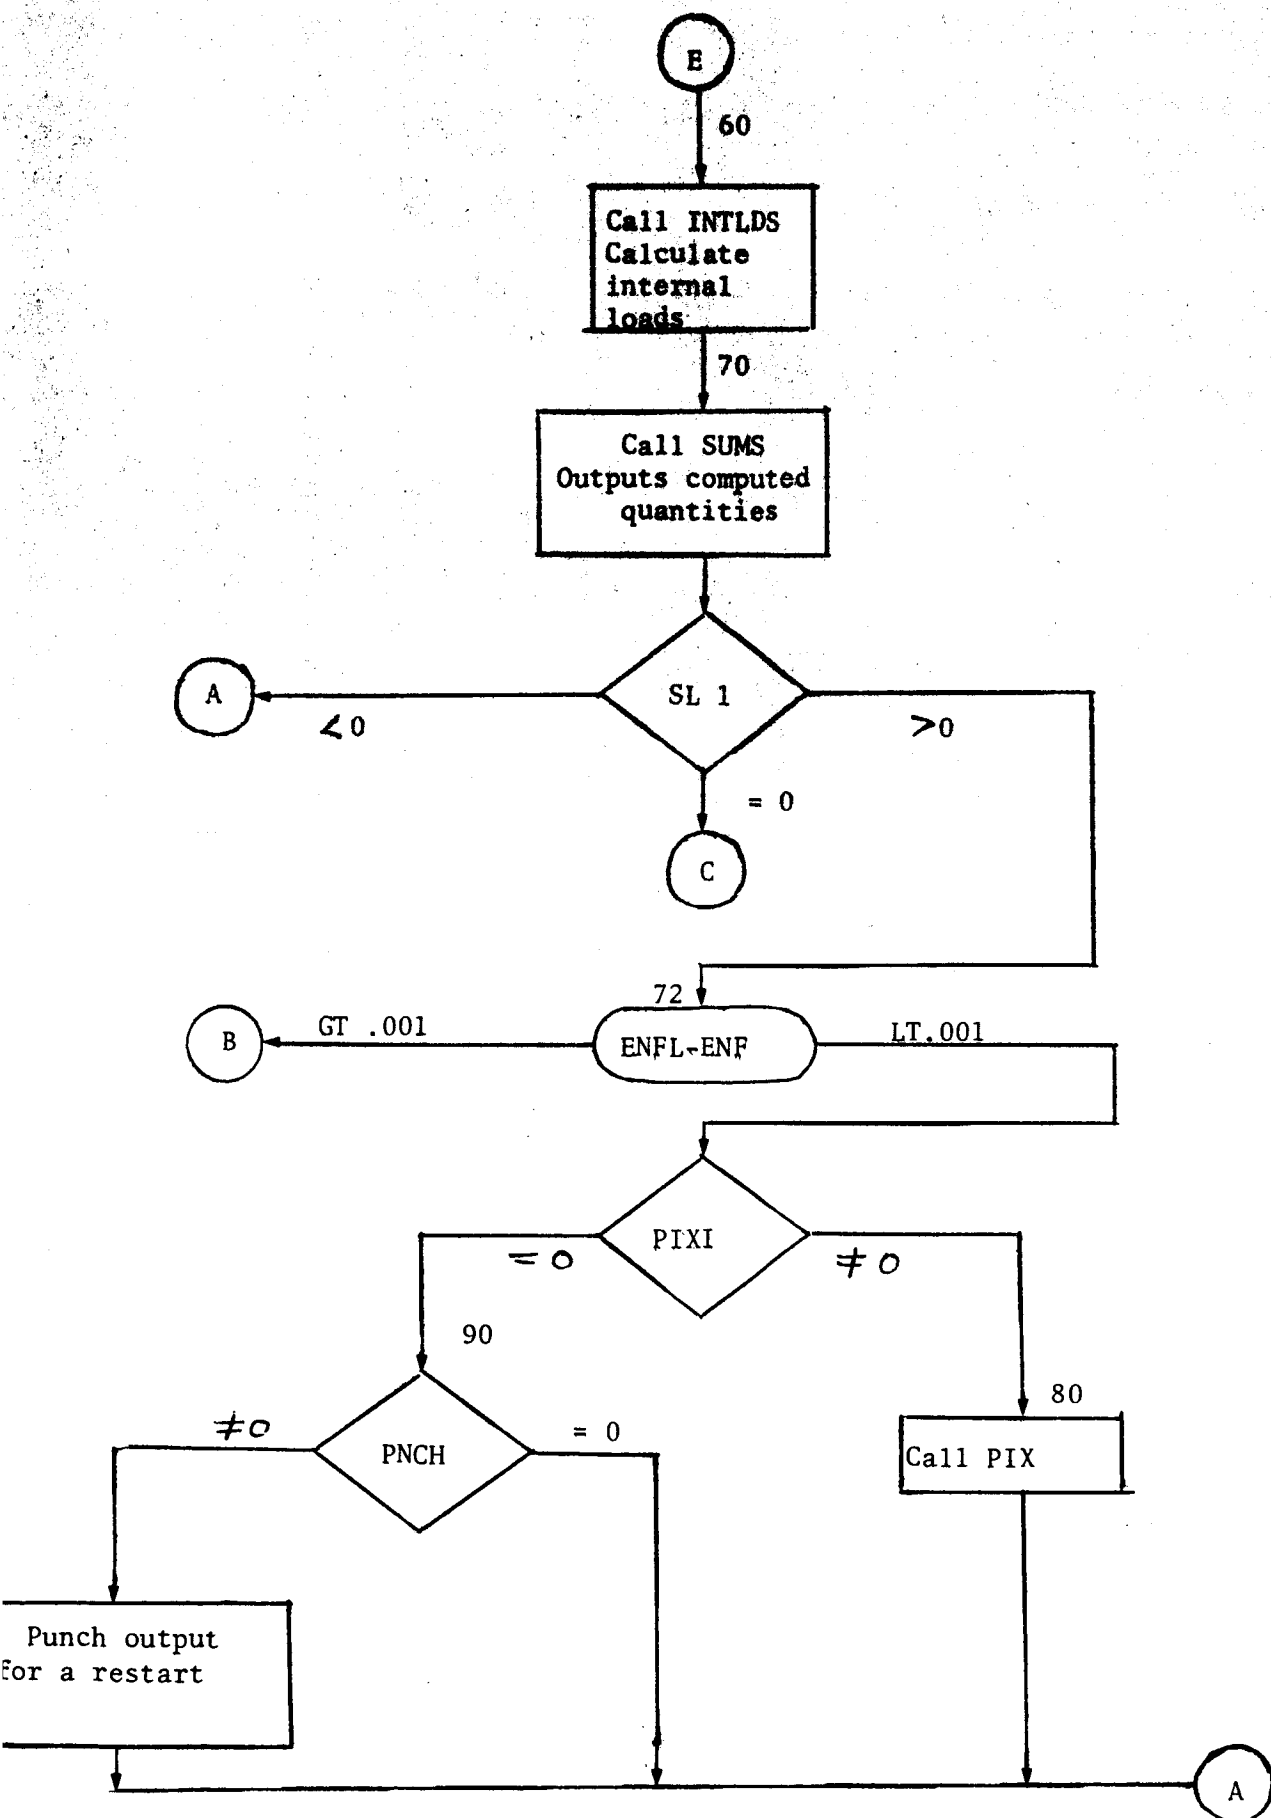 E
60
Call INTLDS
Calculate
internal
loads
70
Call SUMS
Outputs computed
quantities
SL 1
A
<0
>0
= 0
C
72
B
GT .001
ENFL-ENF
LT.001
PIXI
=0
≠0
90
80
≠0
= 0
PNCH
Call PIX
Punch output
for a restart
A